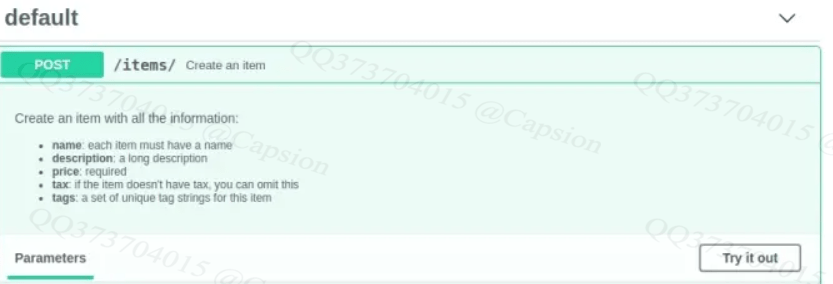 default
POST /items/ Create an item
Create an item with all the information:
• name: each item must have a name
• description: a long description
• price: required
• tax: if the item doesn't have tax, you can omit this
• tags: a set of unique tag strings for this item
Parameters
Try it out
QQ373704015 @Capsion
QQ373704015 @Capsion
QQ373704015 @
QQ373704015 @C